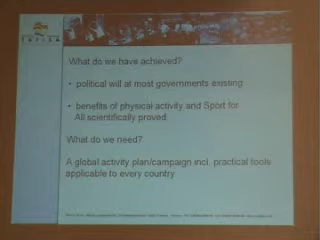 What do we have achieved?
• political will at most governments existing
• benefits of physical activity and Sport for
All scientifically proved
What do we need?
A global activity plan/campaign incl. practical tools
applicable to every country